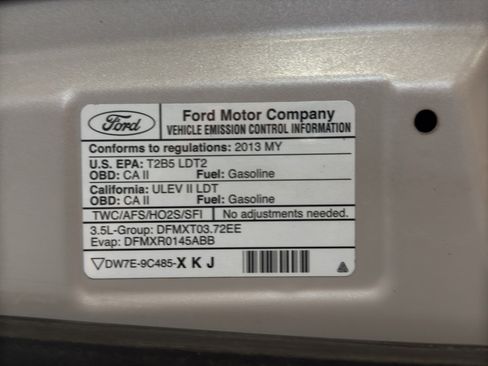 Ford
Ford Motor Company
VEHICLE EMISSION CONTROL INFORMATION
Conforms to regulations: 2013 MY
U.S. EPA: T2B5 LDT2
OBD: CA II Fuel: Gasoline
California: ULEV II LDT
OBD: CA II Fuel: Gasoline
TWC/AFS/HO2S/SFI No adjustments needed.
3.5L-Group: DFMXT03.72EE
Evap: DFMXR0145ABB
DW7E-9C485-X K J